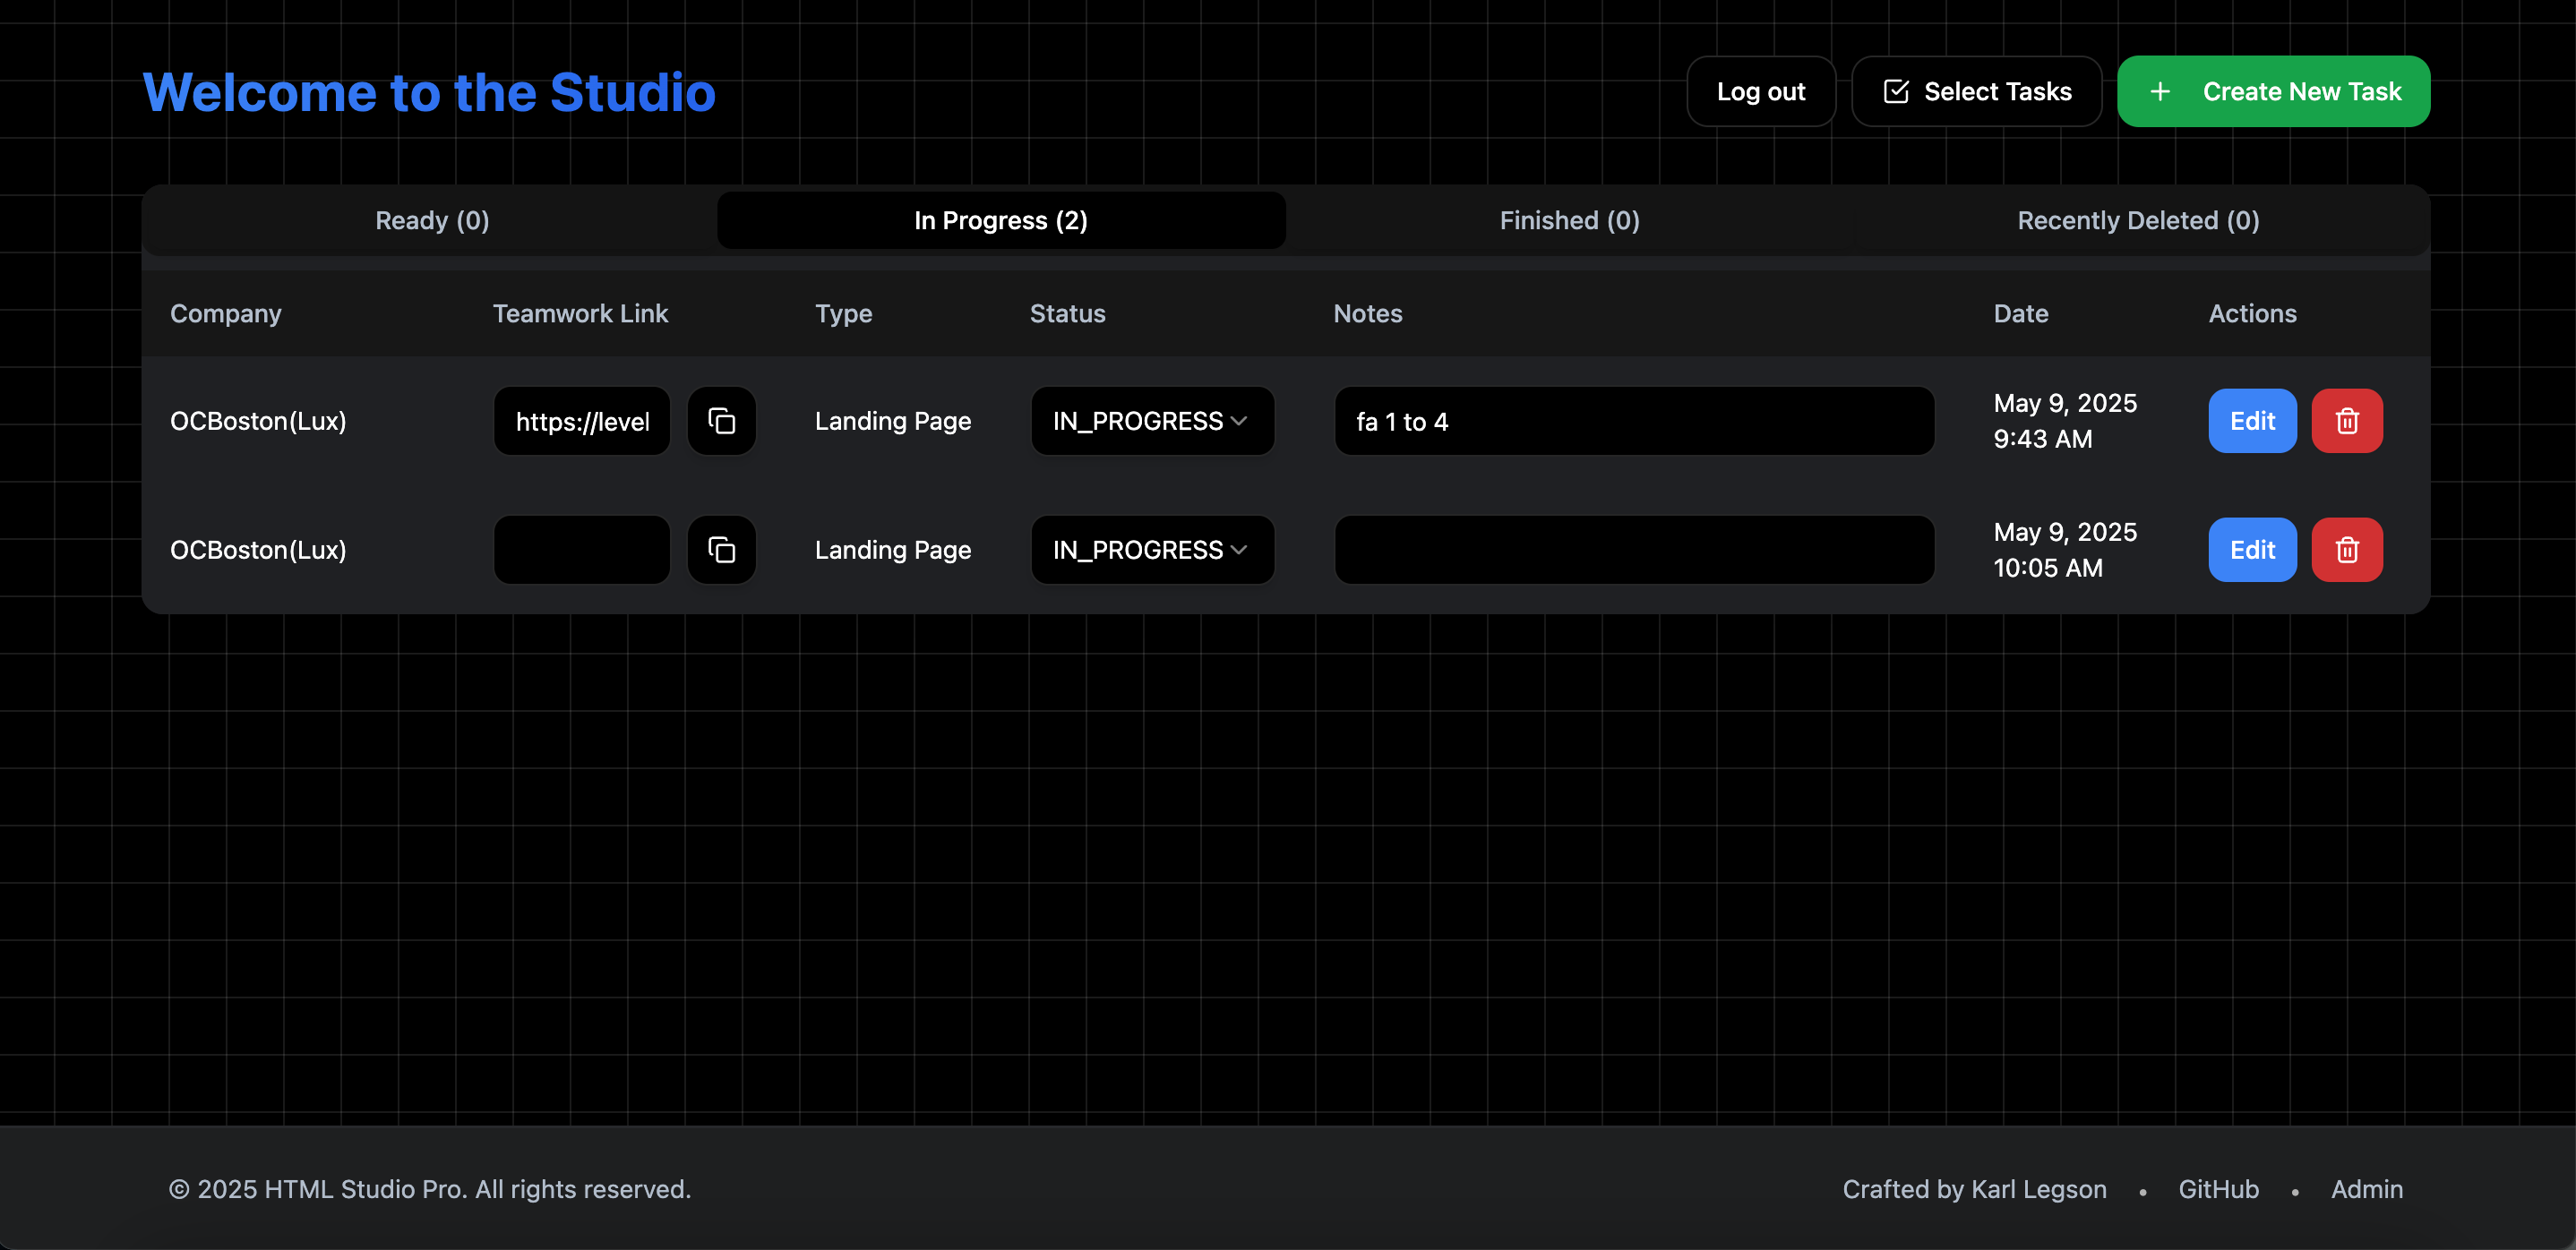 Welcome to the Studio
Log out
Select Tasks
Create New Task
Ready (0)
In Progress (2)
Finished (0)
Recently Deleted (0)
Company
Teamwork Link
Type
Status
Notes
Date
Actions
OCBoston(Lux)
https://level
Landing Page
IN_PROGRESS
fa 1 to 4
May 9, 2025
9:43 AM
Edit
OCBoston(Lux)
Landing Page
IN_PROGRESS
May 9, 2025
10:05 AM
Edit
© 2025 HTML Studio Pro. All rights reserved.
Crafted by Karl Legson • GitHub • Admin